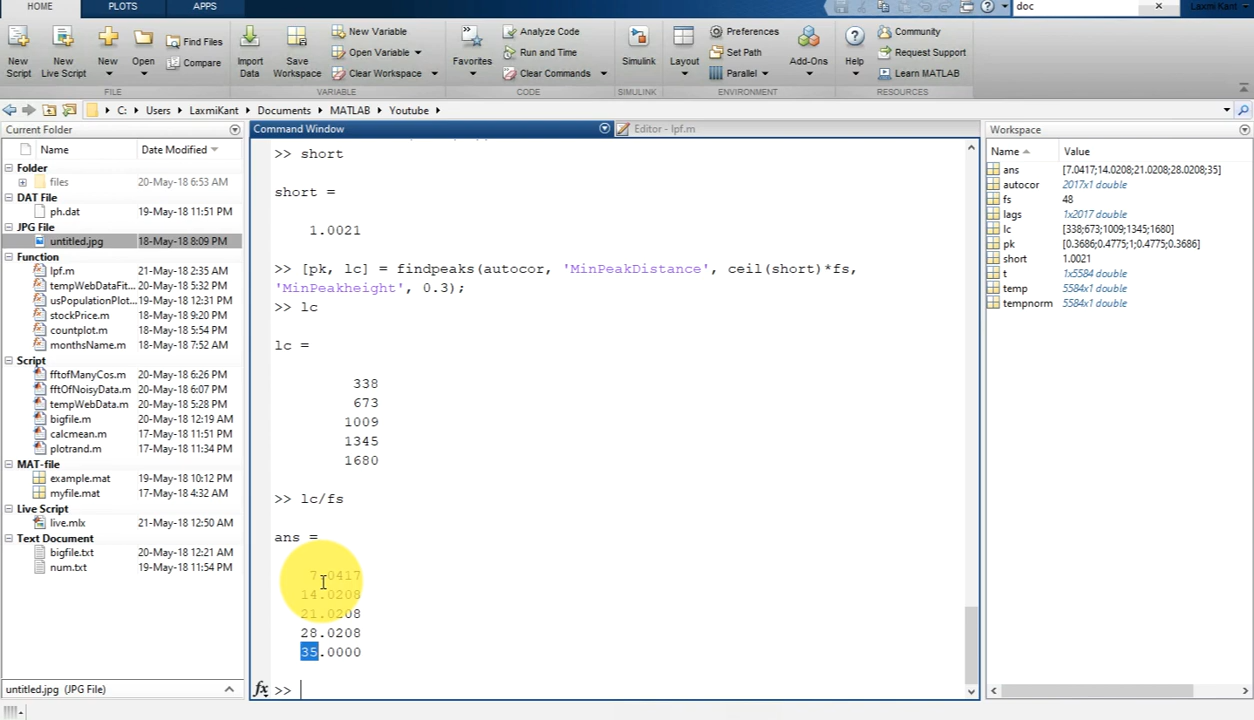 HOME PLOTS APPS doc Laxmi Kant
New Script
New Live Script
New
Open
Find Files
Compare
Import Data
Save Workspace
New Variable
Open Variable
Clear Workspace
Favorites
Analyze Code
Run and Time
Clear Commands
Simulink
Layout
Preferences
Set Path
Parallel
Add-Ons
Help
Community
Request Support
Learn MATLAB
FILE VARIABLE CODE SIMULINK ENVIRONMENT RESOURCES
C: Users LaxmiKant Documents MATLAB Youtube
Current Folder
Name Date Modified
Folder
files 20-May-18 6:53 AM
DAT File
ph.dat 19-May-18 11:51 PM
JPG File
untitled.jpg 18-May-18 8:09 PM
Function
lpf.m 21-May-18 2:35 AM
tempWebDataFit... 20-May-18 5:32 PM
usPopulationPlot... 19-May-18 12:31 PM
stockPrice.m 18-May-18 9:20 PM
countplot.m 18-May-18 5:54 PM
monthsName.m 18-May-18 7:52 AM
Script
fftofManyCos.m 20-May-18 6:26 PM
fftOfNoisyData.m 20-May-18 6:07 PM
tempWebData.m 20-May-18 5:28 PM
bigfile.m 20-May-18 12:19 AM
calcmean.m 17-May-18 11:51 PM
plotrand.m 17-May-18 11:34 PM
MAT-file
example.mat 19-May-18 10:12 PM
myfile.mat 17-May-18 4:32 AM
Live Script
live.mlx 21-May-18 12:50 AM
Text Document
bigfile.txt 20-May-18 12:21 AM
num.txt 19-May-18 11:54 PM
untitled.jpg (JPG File)
Command Window Editor - lpf.m
>> short
short =
1.0021
>> [pk, lc] = findpeaks(autocor, 'MinPeakDistance', ceil(short)*fs,
'MinPeakheight', 0.3);
>> lc
lc =
338
673
1009
1345
1680
>> lc/fs
ans =
7.0417
14.0208
21.0208
28.0208
35.0000
fx >>
Workspace
Name Value
ans [7.0417;14.0208;21.0208;28.0208;35]
autocor 2017x1 double
fs 48
lags 1x2017 double
lc [338;673;1009;1345;1680]
pk [0.3686;0.4775;1;0.4775;0.3686]
short 1.0021
t 1x5584 double
temp 5584x1 double
tempnorm 5584x1 double